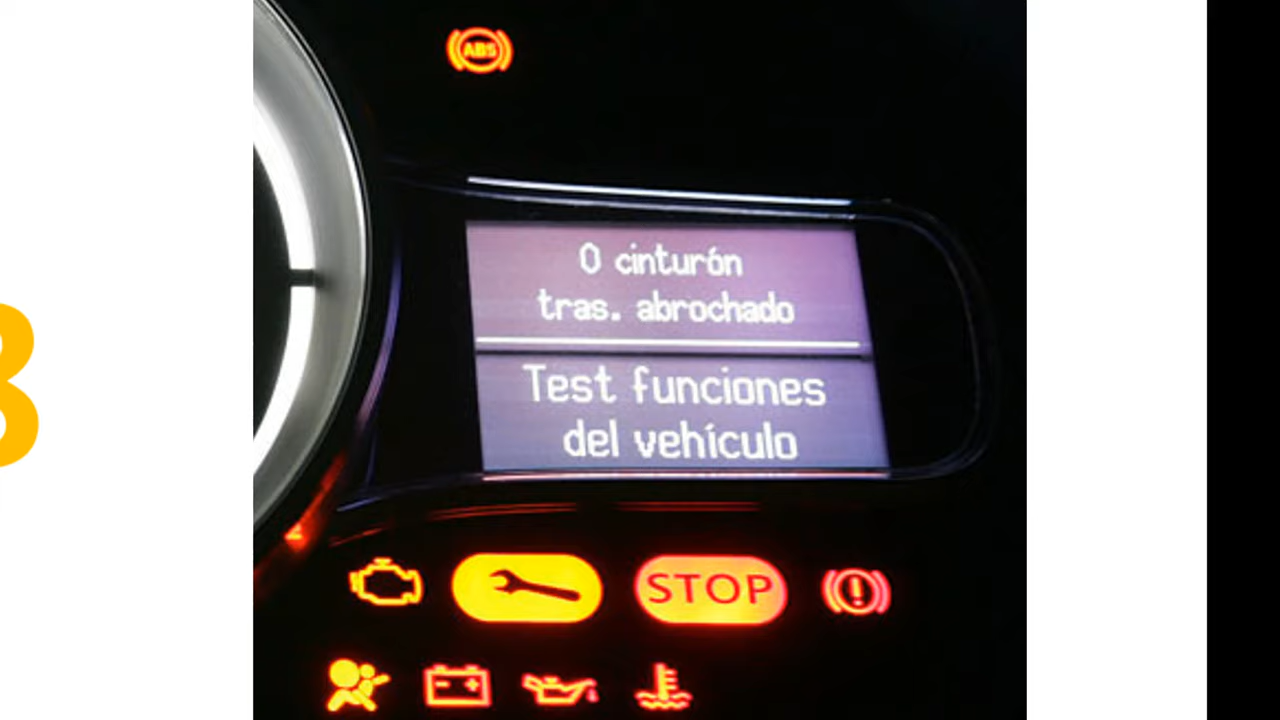 ABS
0 cinturón
tras. abrochado
Test funciones
del vehículo
STOP